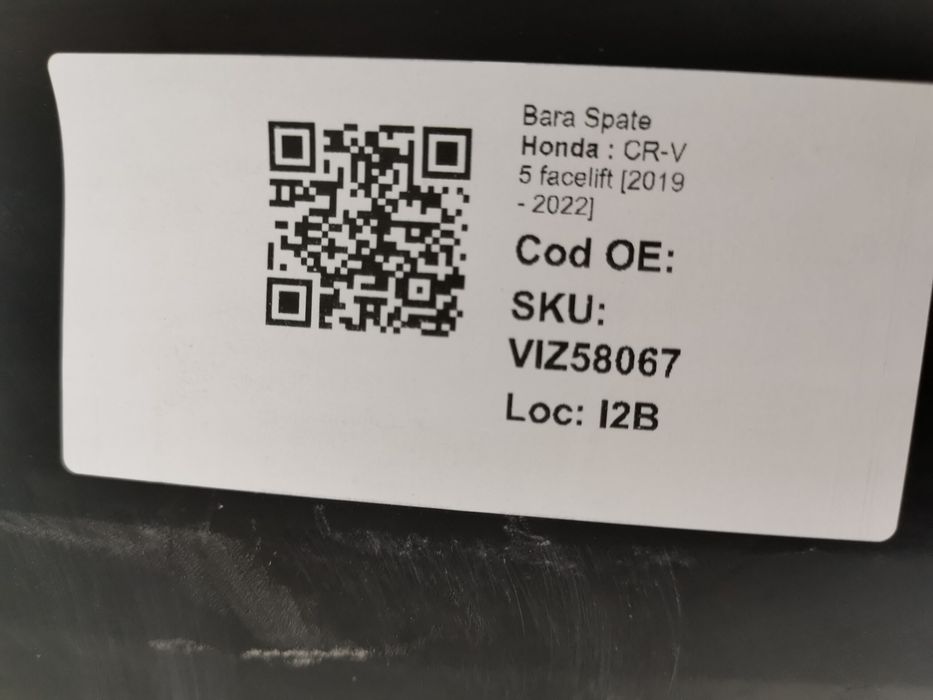 Bara Spate
Honda : CR-V
5 facelift [2019
- 2022]
Cod OE:
SKU:
VIZ58067
Loc: I2B